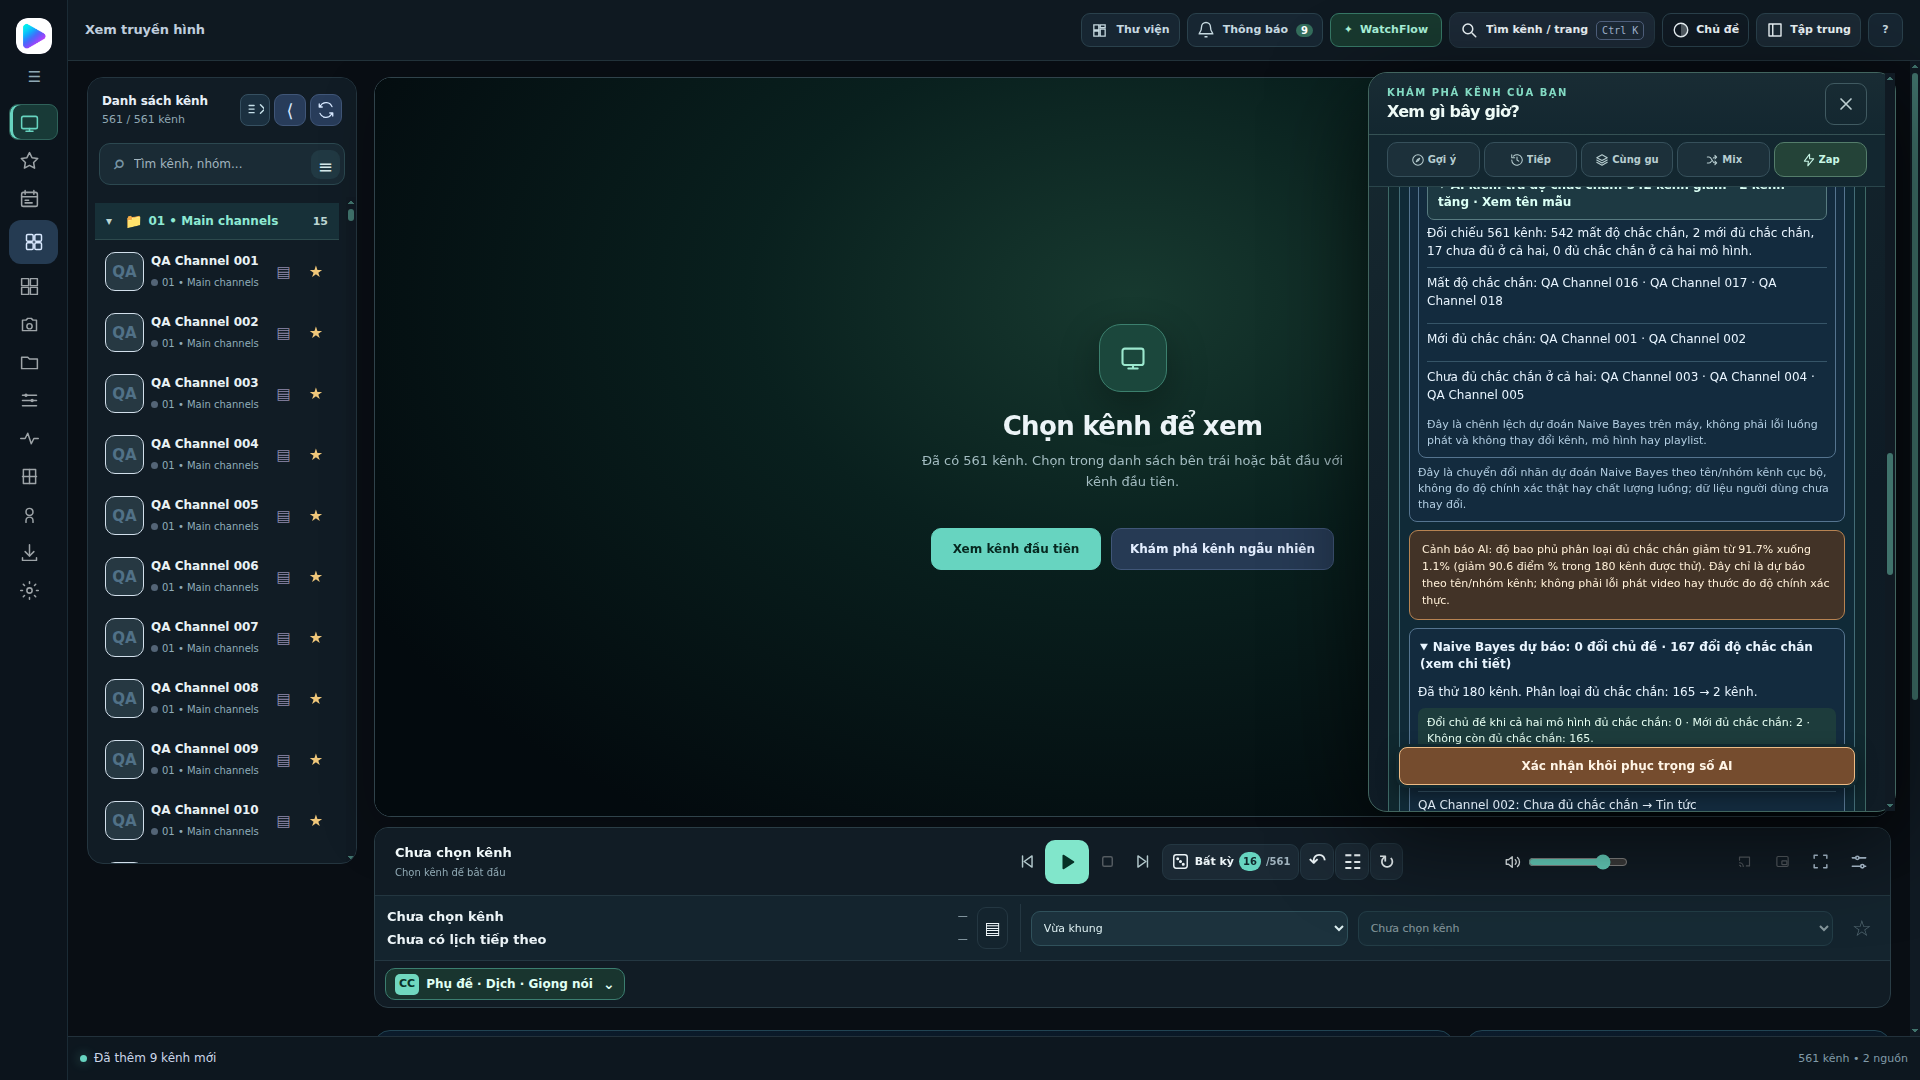 Xem truyền hình
Thư viện
Thông báo 9
✦ WatchFlow
Tìm kênh / trang Ctrl K
Chủ đề
Tập trung
?
Danh sách kênh
561 / 561 kênh
Tìm kênh, nhóm...
01 • Main channels 15
QA QA Channel 001
01 • Main channels
QA QA Channel 002
01 • Main channels
QA QA Channel 003
01 • Main channels
QA QA Channel 004
01 • Main channels
QA QA Channel 005
01 • Main channels
QA QA Channel 006
01 • Main channels
QA QA Channel 007
01 • Main channels
QA QA Channel 008
01 • Main channels
QA QA Channel 009
01 • Main channels
QA QA Channel 010
01 • Main channels
Chọn kênh để xem
Đã có 561 kênh. Chọn trong danh sách bên trái hoặc bắt đầu với
kênh đầu tiên.
Xem kênh đầu tiên
Khám phá kênh ngẫu nhiên
KHÁM PHÁ KÊNH CỦA BẠN
Xem gì bây giờ?
Gợi ý
Tiếp
Cùng gu
Mix
Zap
tăng · Xem tên mẫu
Đối chiếu 561 kênh: 542 mất độ chắc chắn, 2 mới đủ chắc chắn,
17 chưa đủ ở cả hai, 0 đủ chắc chắn ở cả hai mô hình.
Mất độ chắc chắn: QA Channel 016 · QA Channel 017 · QA
Channel 018
Mới đủ chắc chắn: QA Channel 001 · QA Channel 002
Chưa đủ chắc chắn ở cả hai: QA Channel 003 · QA Channel 004 ·
QA Channel 005
Đây là chênh lệch dự đoán Naive Bayes trên máy, không phải lỗi luồng
phát và không thay đổi kênh, mô hình hay playlist.
Đây là chuyển đổi nhãn dự đoán Naive Bayes theo tên/nhóm kênh cục bộ,
không đo độ chính xác thật hay chất lượng luồng; dữ liệu người dùng chưa
thay đổi.
Cảnh báo AI: độ bao phủ phân loại đủ chắc chắn giảm từ 91.7% xuống
1.1% (giảm 90.6 điểm % trong 180 kênh được thử). Đây chỉ là dự báo
theo tên/nhóm kênh; không phải lỗi phát video hay thước đo độ chính xác
thực.
▾ Naive Bayes dự báo: 0 đổi chủ đề · 167 đổi độ chắc chắn
(xem chi tiết)
Đã thử 180 kênh. Phân loại đủ chắc chắn: 165 → 2 kênh.
Đổi chủ đề khi cả hai mô hình đủ chắc chắn: 0 · Mới đủ chắc chắn: 2 ·
Không còn đủ chắc chắn: 165.
Xác nhận khôi phục trọng số AI
QA Channel 002: Chưa đủ chắc chắn → Tin tức
Chưa chọn kênh
Chọn kênh để bắt đầu
Bất kỳ 16 /561
Chưa chọn kênh —
Chưa có lịch tiếp theo —
Vừa khung
Chưa chọn kênh
CC Phụ đề · Dịch · Giọng nói
Đã thêm 9 kênh mới
561 kênh • 2 nguồn